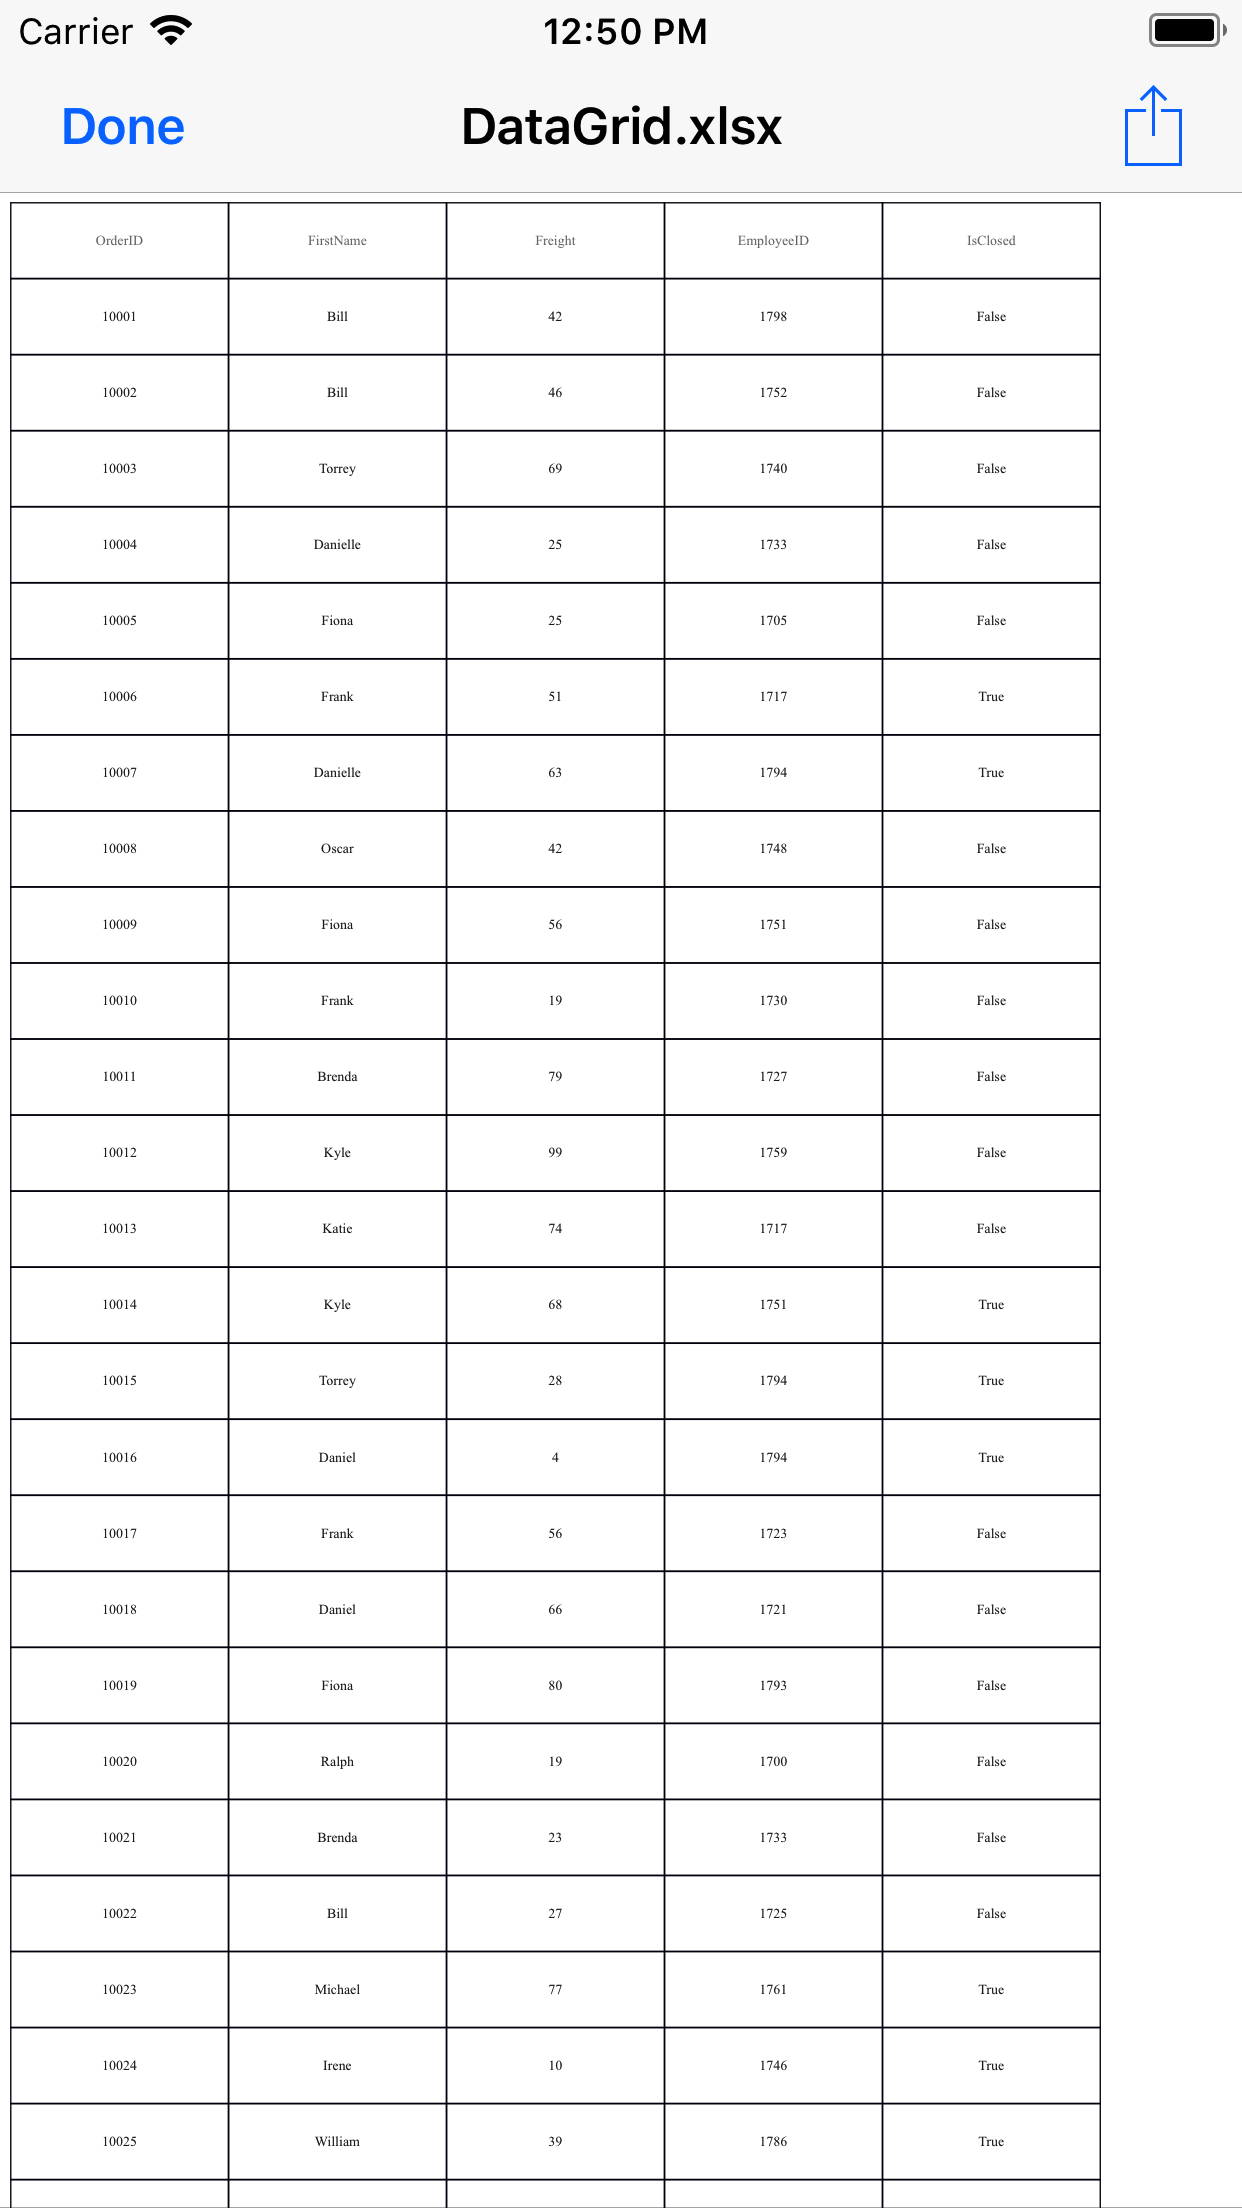 Carrier 12:50 PM
Done DataGrid.xlsx
OrderID FirstName Freight EmployeeID IsClosed
10001 Bill 42 1798 False
10002 Bill 46 1752 False
10003 Torrey 69 1740 False
10004 Danielle 25 1733 False
10005 Fiona 25 1705 False
10006 Frank 51 1717 True
10007 Danielle 63 1794 True
10008 Oscar 42 1748 False
10009 Fiona 56 1751 False
10010 Frank 19 1730 False
10011 Brenda 79 1727 False
10012 Kyle 99 1759 False
10013 Katie 74 1717 False
10014 Kyle 68 1751 True
10015 Torrey 28 1794 True
10016 Daniel 4 1794 True
10017 Frank 56 1723 False
10018 Daniel 66 1721 False
10019 Fiona 80 1793 False
10020 Ralph 19 1700 False
10021 Brenda 23 1733 False
10022 Bill 27 1725 False
10023 Michael 77 1761 True
10024 Irene 10 1746 True
10025 William 39 1786 True